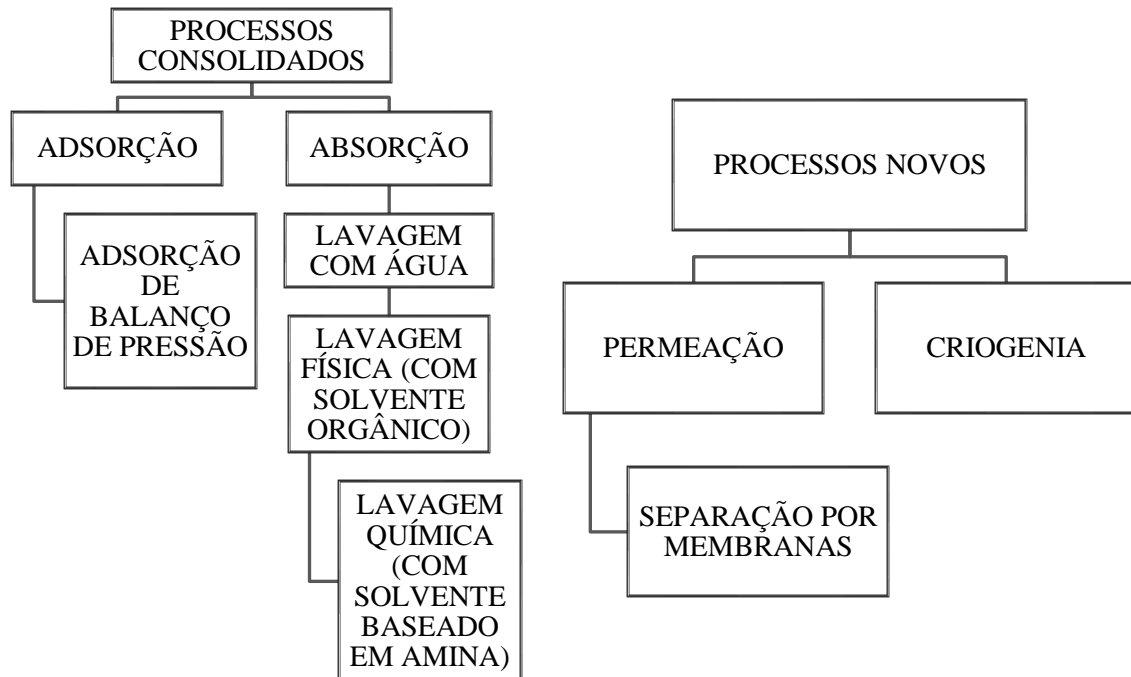 PROCESSOS
CONSOLIDADOS
ADSORÇÃO
ADSORÇÃO
DE
BALANÇO
DE PRESSÃO
ABSORÇÃO
LAVAGEM
COM ÁGUA
LAVAGEM
FÍSICA (COM
SOLVENTE
ORGÂNICO)
LAVAGEM
QUÍMICA
(COM
SOLVENTE
BASEADO
EM AMINA)
PROCESSOS NOVOS
PERMEAÇÃO
SEPARAÇÃO POR
MEMBRANAS
CRIOGENIA